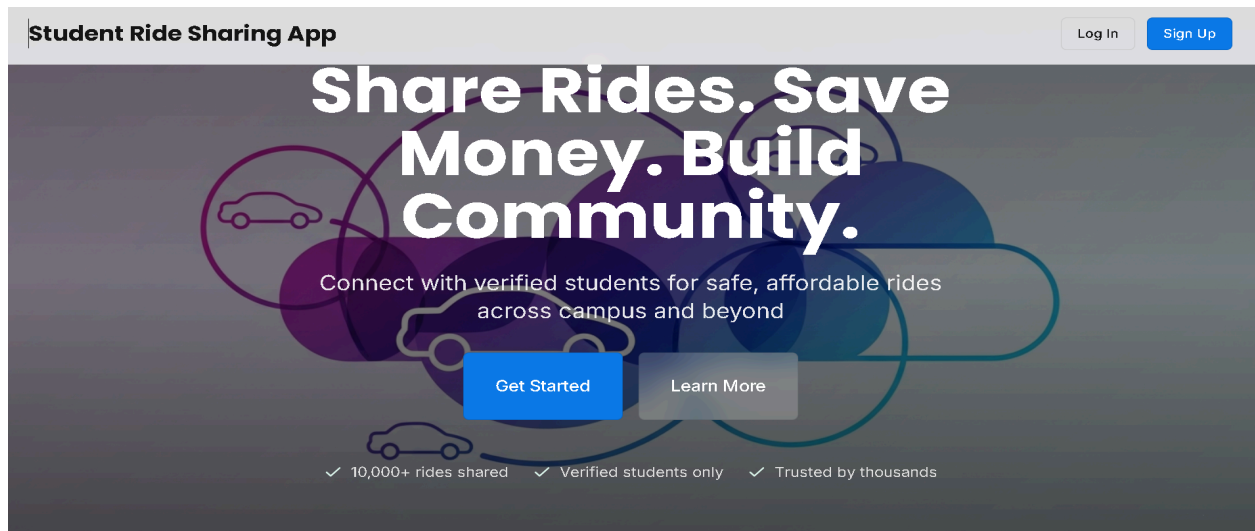 Student Ride Sharing App
Log In
Sign Up
Share Rides. Save
Money. Build
Community.
Connect with verified students for safe, affordable rides
across campus and beyond
Get Started
Learn More
10,000+ rides shared
Verified students only
Trusted by thousands